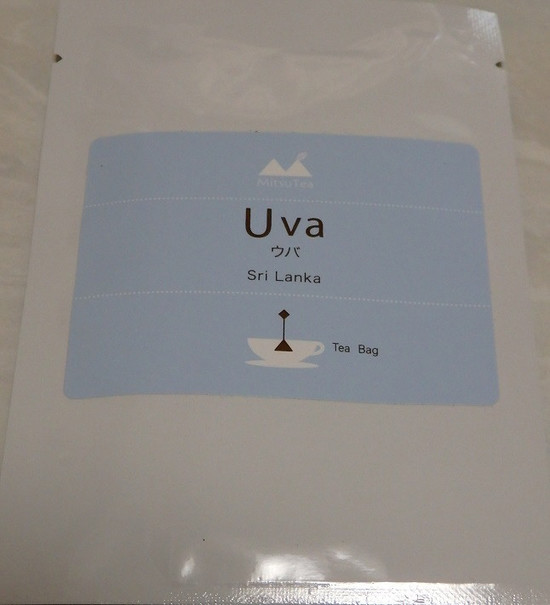 Uva
ウバ
Sri Lanka
Tea Bag